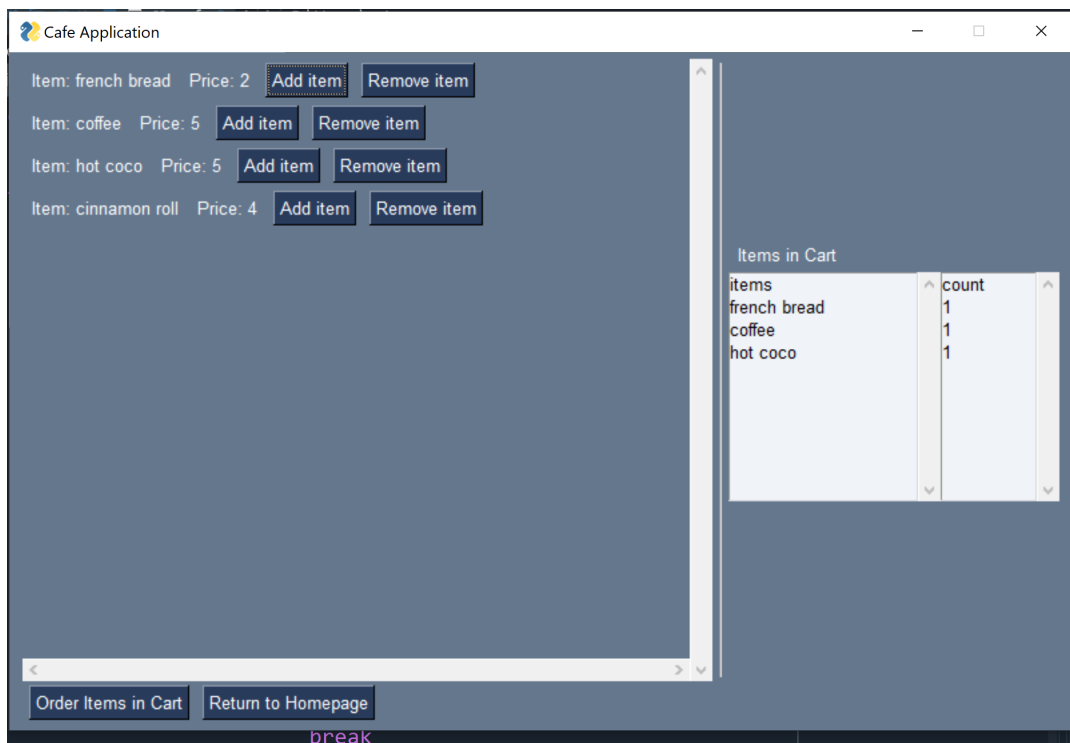 Cafe Application
Item: french bread Price: 2 Add item Remove item
Item: coffee Price: 5 Add item Remove item
Item: hot coco Price: 5 Add item Remove item
Item: cinnamon roll Price: 4 Add item Remove item
Items in Cart
items count
french bread 1
coffee 1
hot coco 1
Order Items in Cart Return to Homepage
break